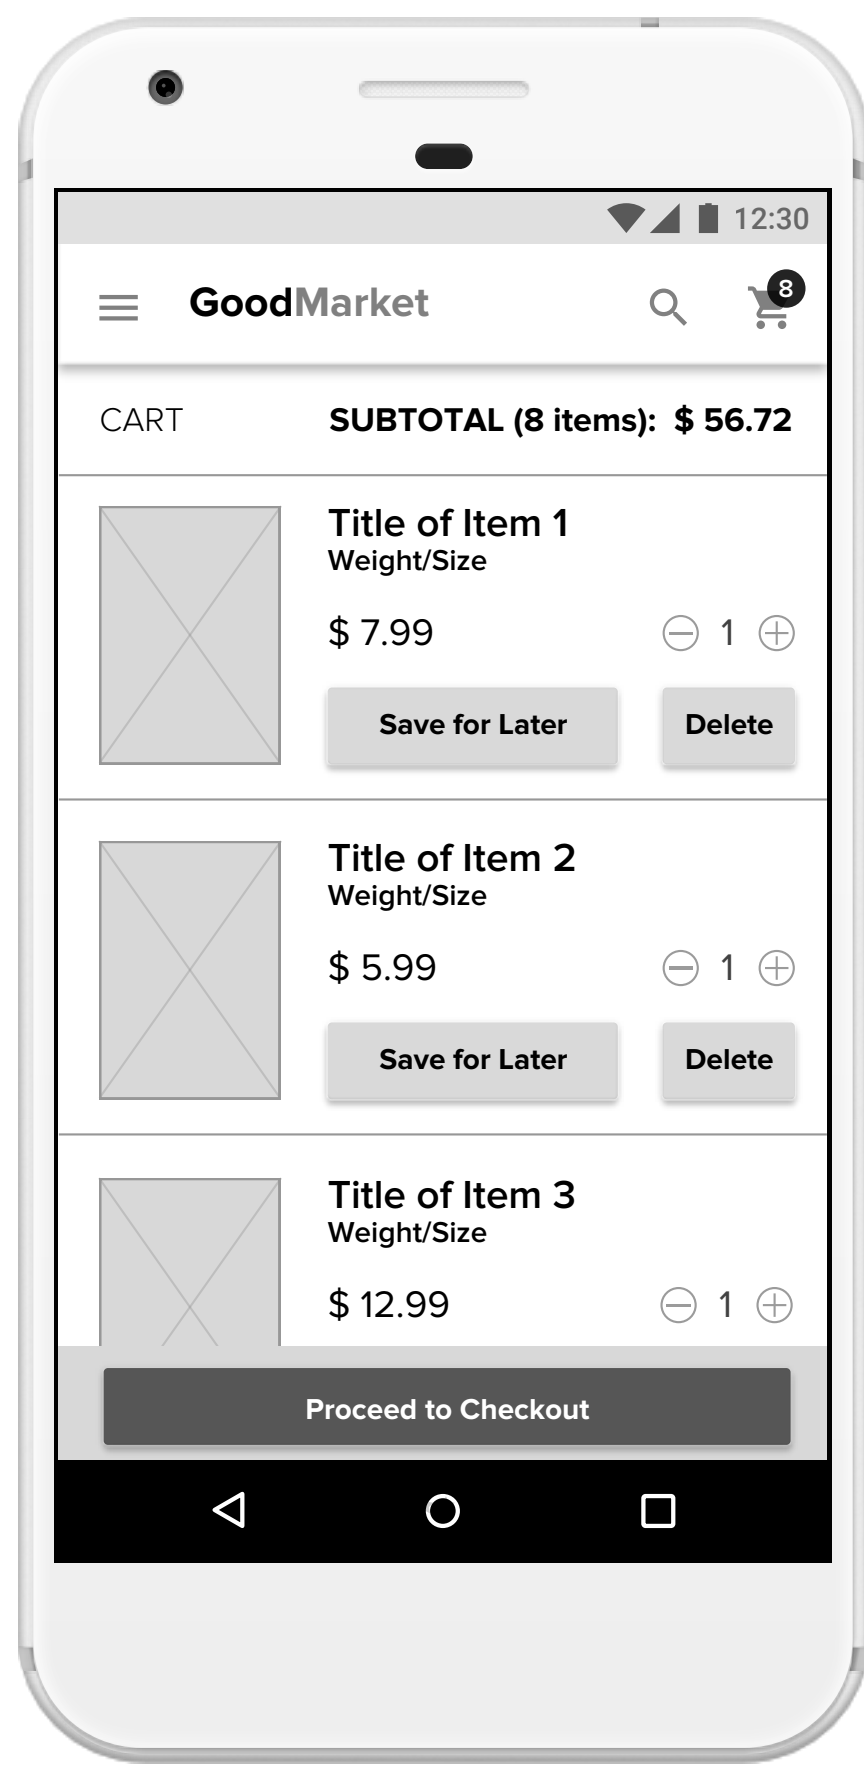 12:30
GoodMarket
8
CART SUBTOTAL (8 items): $ 56.72
Title of Item 1
Weight/Size
$ 7.99 1
Save for Later Delete
Title of Item 2
Weight/Size
$ 5.99 1
Save for Later Delete
Title of Item 3
Weight/Size
$ 12.99 1
Proceed to Checkout